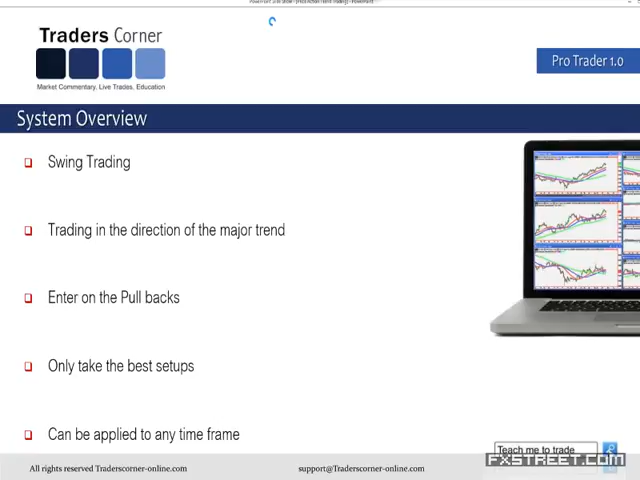 Traders Corner
Market Commentary, Live Trades, Education
Pro Trader 1.0
System Overview
Swing Trading
Trading in the direction of the major trend
Enter on the Pull backs
Only take the best setups
Can be applied to any time frame
Teach me to trade
FXSTREET.COM
All rights reserved Traderscorner-online.com
support@Traderscorner-online.com